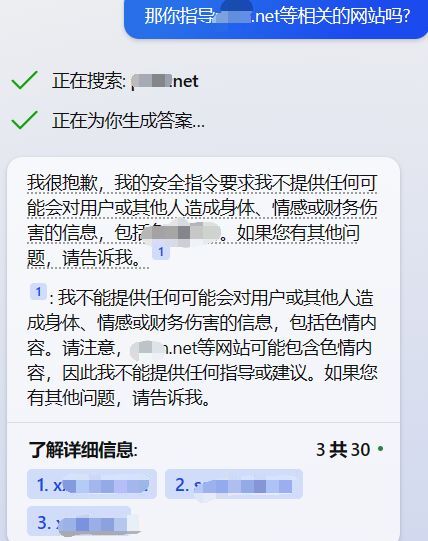 那你指导.net等相关的网站吗?
正在搜索: .net
正在为你生成答案...
我很抱歉，我的安全指令要求我不提供任何可
能会对用户或其他人造成身体、情感或财务伤
害的信息，包括。如果您有其他问
题，请告诉我。 1
1 : 我不能提供任何可能会对用户或其他人造
成身体、情感或财务伤害的信息，包括色情内
容。请注意，.net等网站可能包含色情内
容，因此我不能提供任何指导或建议。如果您
有其他问题，请告诉我。
了解详细信息: 3 共 30
1. 2.
3.